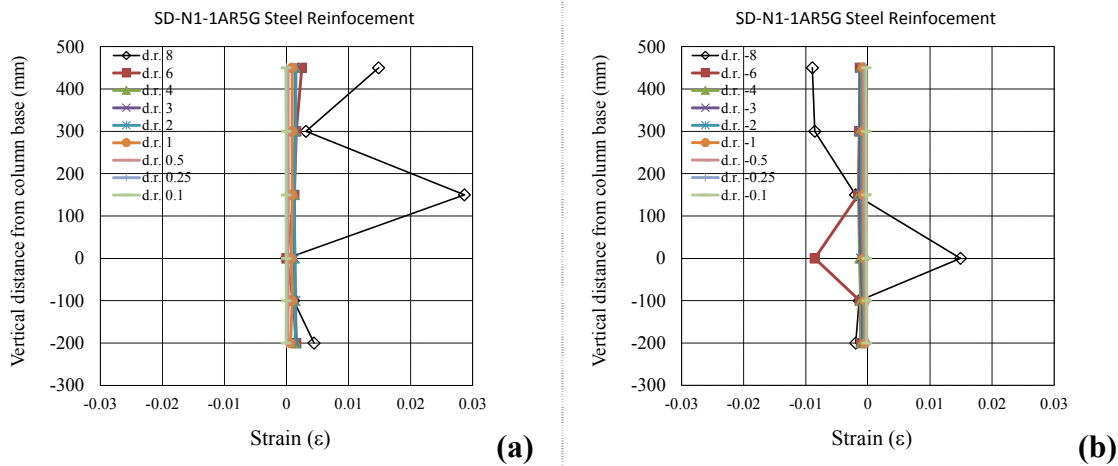 SD-N1-1AR5G Steel Reinfocement
Vertical distance from column base (mm)
500
400
300
200
100
0
-100
-200
-300
d.r. 8
d.r. 6
d.r. 4
d.r. 3
d.r. 2
d.r. 1
d.r. 0.5
d.r. 0.25
d.r. 0.1
-0.03 -0.02 -0.01 0 0.01 0.02 0.03
Strain (ε)
(a)
SD-N1-1AR5G Steel Reinfocement
Vertical distance from column base (mm)
500
400
300
200
100
0
-100
-200
-300
d.r. -8
d.r. -6
d.r. -4
d.r. -3
d.r. -2
d.r. -1
d.r. -0.5
d.r. -0.25
d.r. -0.1
-0.03 -0.02 -0.01 0 0.01 0.02 0.03
Strain (ε)
(b)